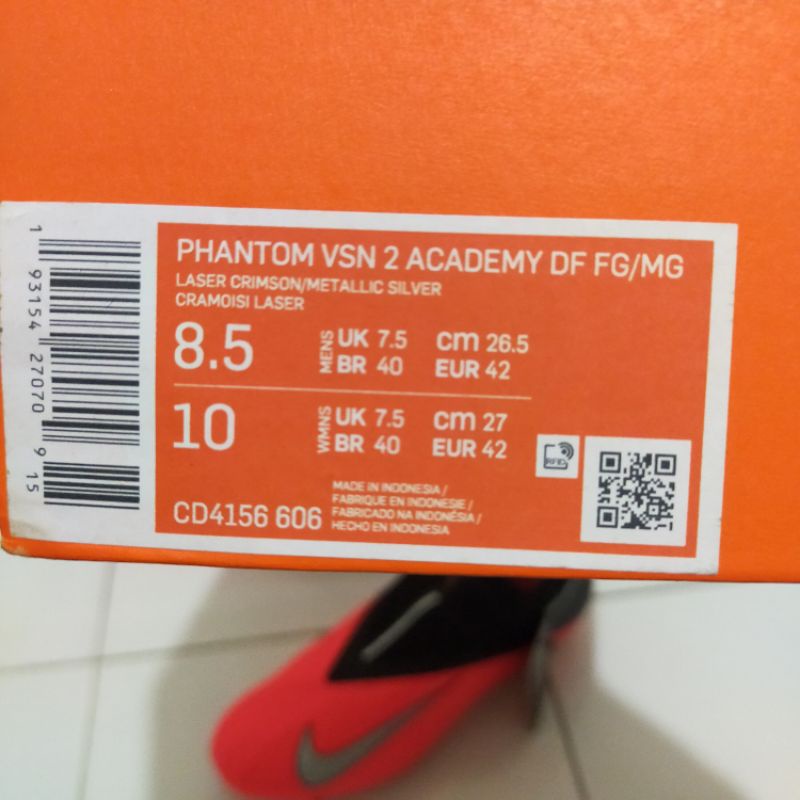 PHANTOM VSN 2 ACADEMY DF FG/MG
LASER CRIMSON/METALLIC SILVER
CRAMOISI LASER
8.5 MENS UK 7.5 cm 26.5
BR 40 EUR 42
10 WMNS UK 7.5 cm 27
BR 40 EUR 42
RFID
CD4156 606
MADE IN INDONESIA /
FABRIQUE EN INDONESIE /
FABRICADO NA INDONÉSIA /
HECHO EN INDONESIA
1 93154 27070 9 15